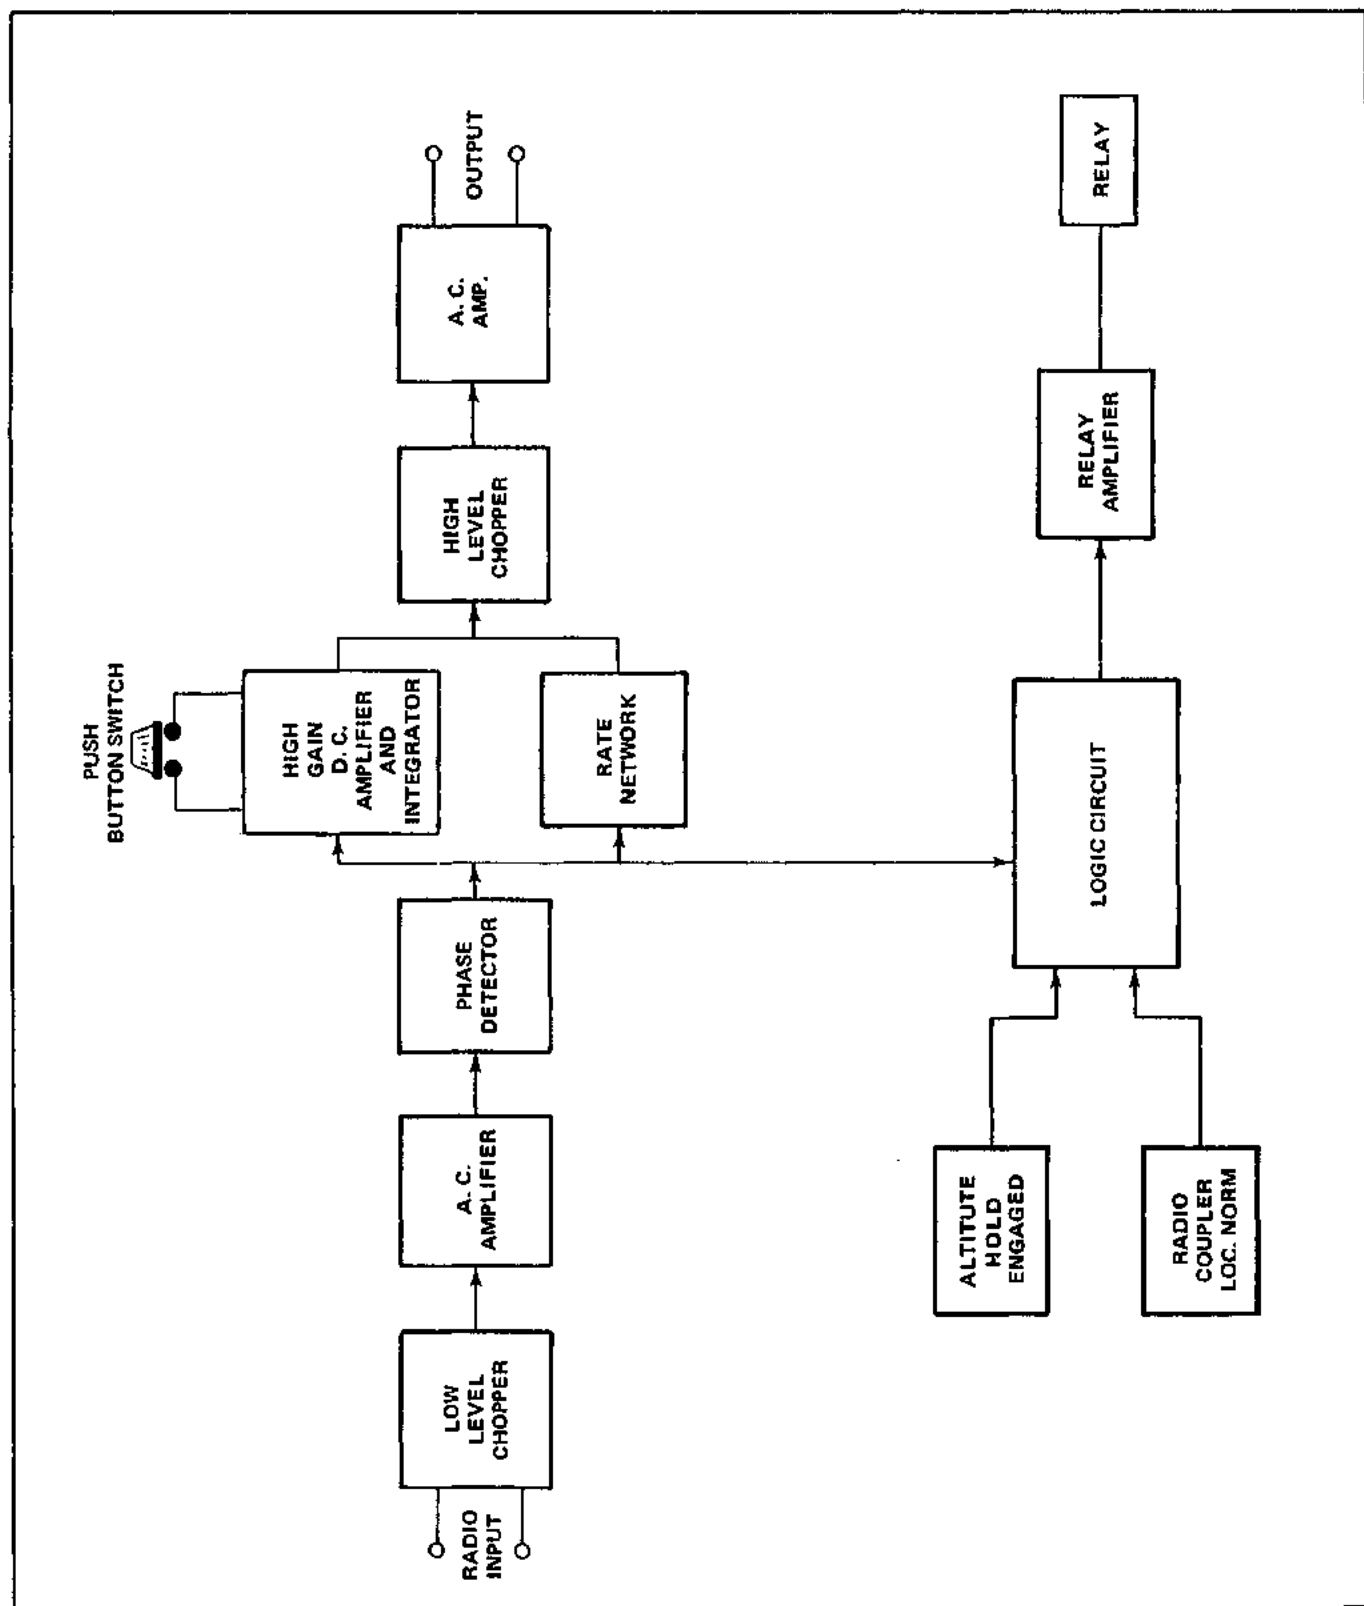 PUSH
BUTTON SWITCH
RADIO
INPUT
LOW
LEVEL
CHOPPER
A. C.
AMPLIFIER
PHASE
DETECTOR
HIGH
GAIN
D. C.
AMPLIFIER
AND
INTEGRATOR
RATE
NETWORK
HIGH
LEVEL
CHOPPER
A. C.
AMP.
OUTPUT
ALTITUTE
HOLD
ENGAGED
RADIO
COUPLER
LOC. NORM
LOGIC CIRCUIT
RELAY
AMPLIFIER
RELAY